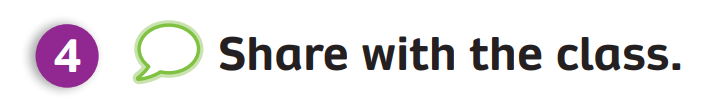 4 Share with the class.